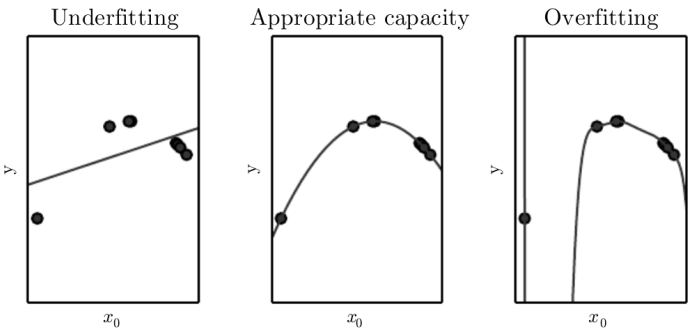 Underfitting
Appropriate capacity
Overfitting
y
y
y
x₀
x₀
x₀